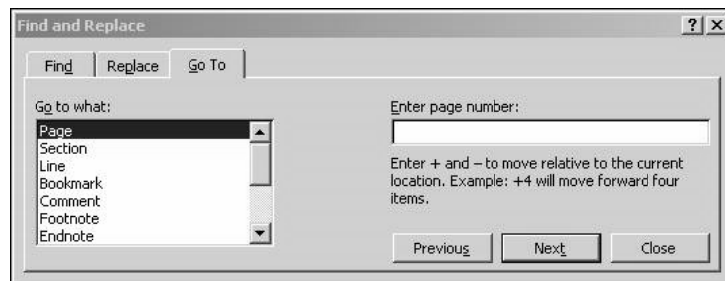 Find and Replace
Find
Replace
Go To
Go to what:
Page
Section
Line
Bookmark
Comment
Footnote
Endnote
Enter page number:
Enter + and – to move relative to the current
location. Example: +4 will move forward four
items.
Previous
Next
Close